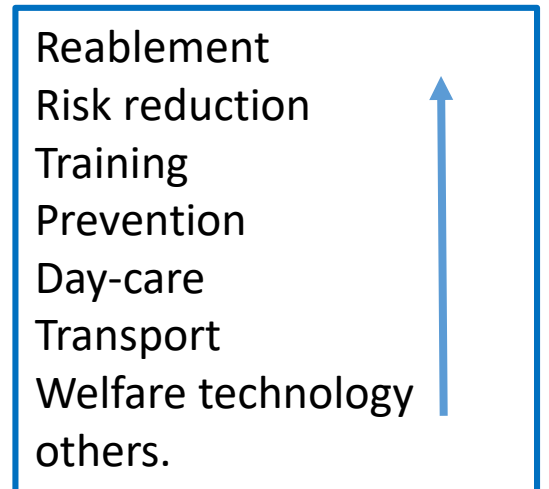 Reablement
Risk reduction
Training
Prevention
Day-care
Transport
Welfare technology
others.